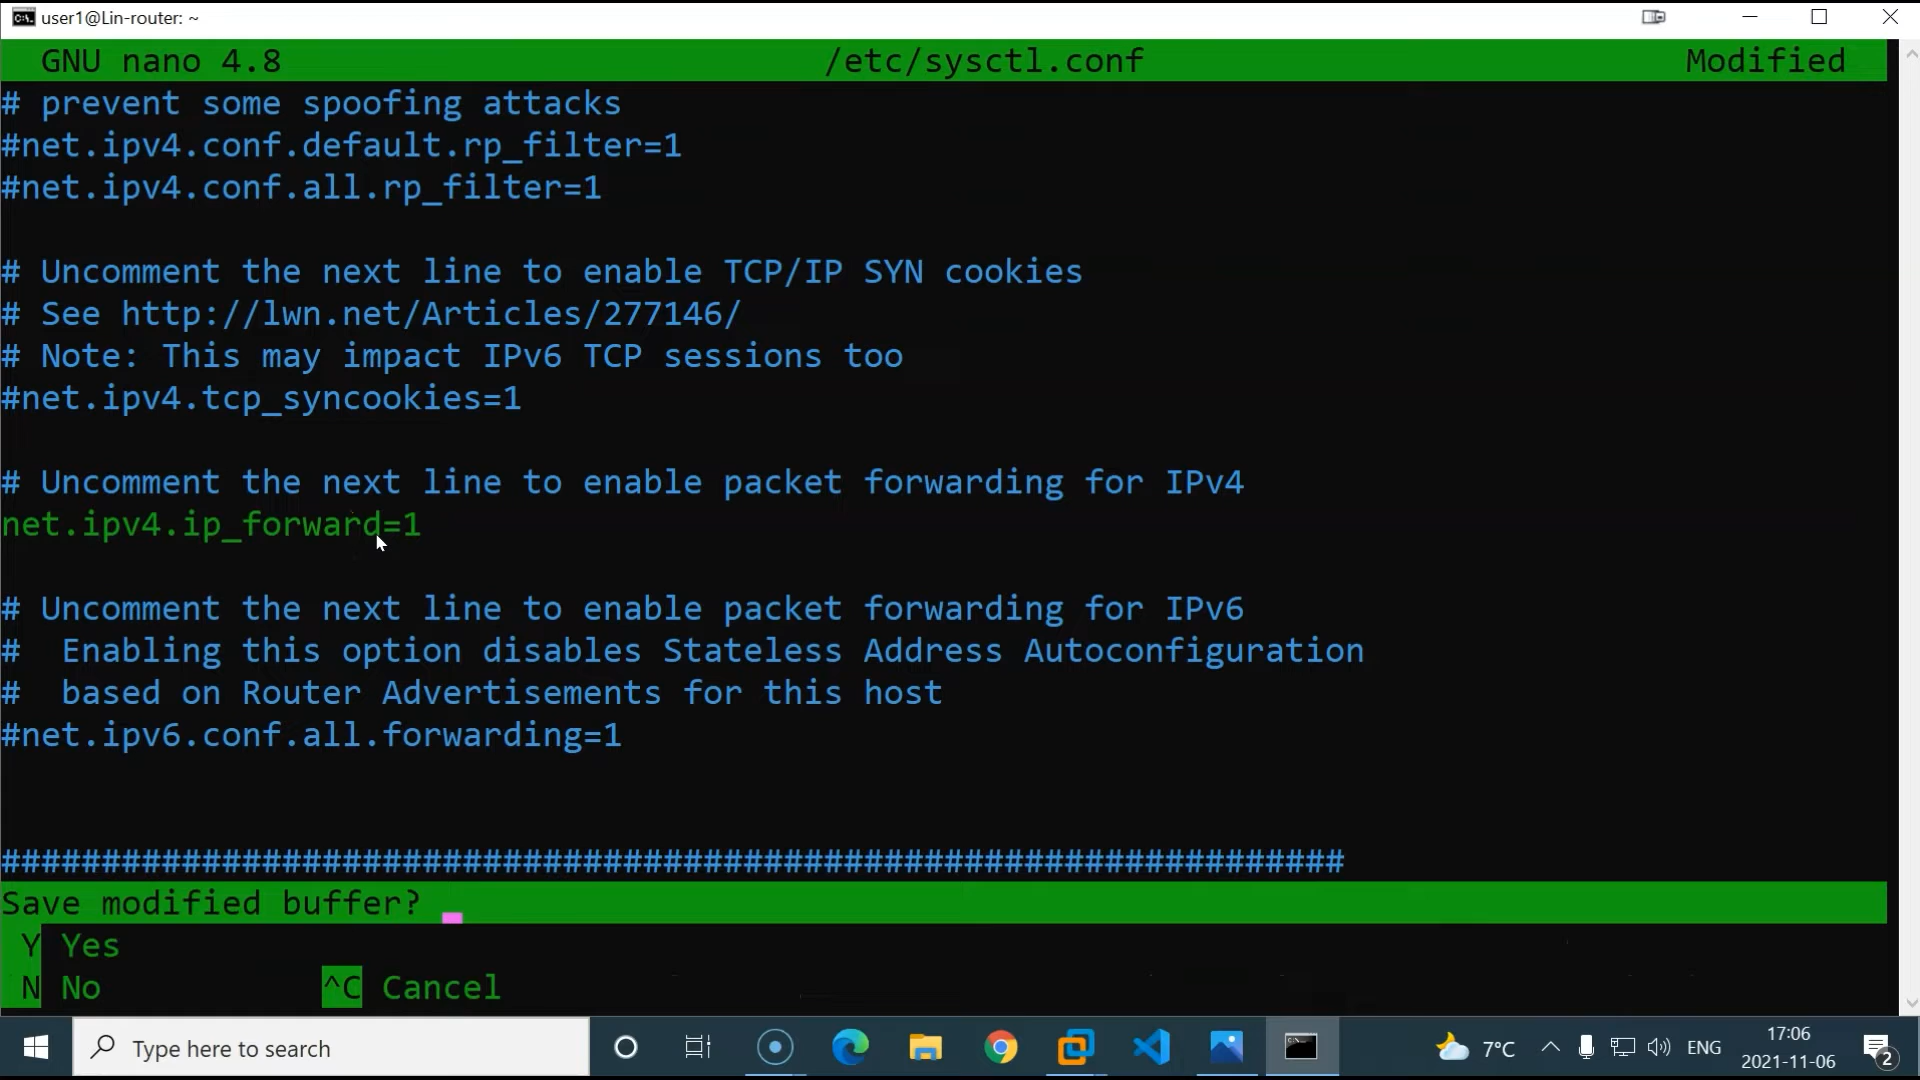 user1@Lin-router: ~
GNU nano 4.8 /etc/sysctl.conf Modified
# prevent some spoofing attacks
#net.ipv4.conf.default.rp_filter=1
#net.ipv4.conf.all.rp_filter=1
# Uncomment the next line to enable TCP/IP SYN cookies
# See http://lwn.net/Articles/277146/
# Note: This may impact IPv6 TCP sessions too
#net.ipv4.tcp_syncookies=1
# Uncomment the next line to enable packet forwarding for IPv4
net.ipv4.ip_forward=1
# Uncomment the next line to enable packet forwarding for IPv6
#  Enabling this option disables Stateless Address Autoconfiguration
#  based on Router Advertisements for this host
#net.ipv6.conf.all.forwarding=1
###################################################################
Save modified buffer?
Y Yes
N No ^C Cancel
Type here to search 7°C ENG 17:06
2021-11-06 2